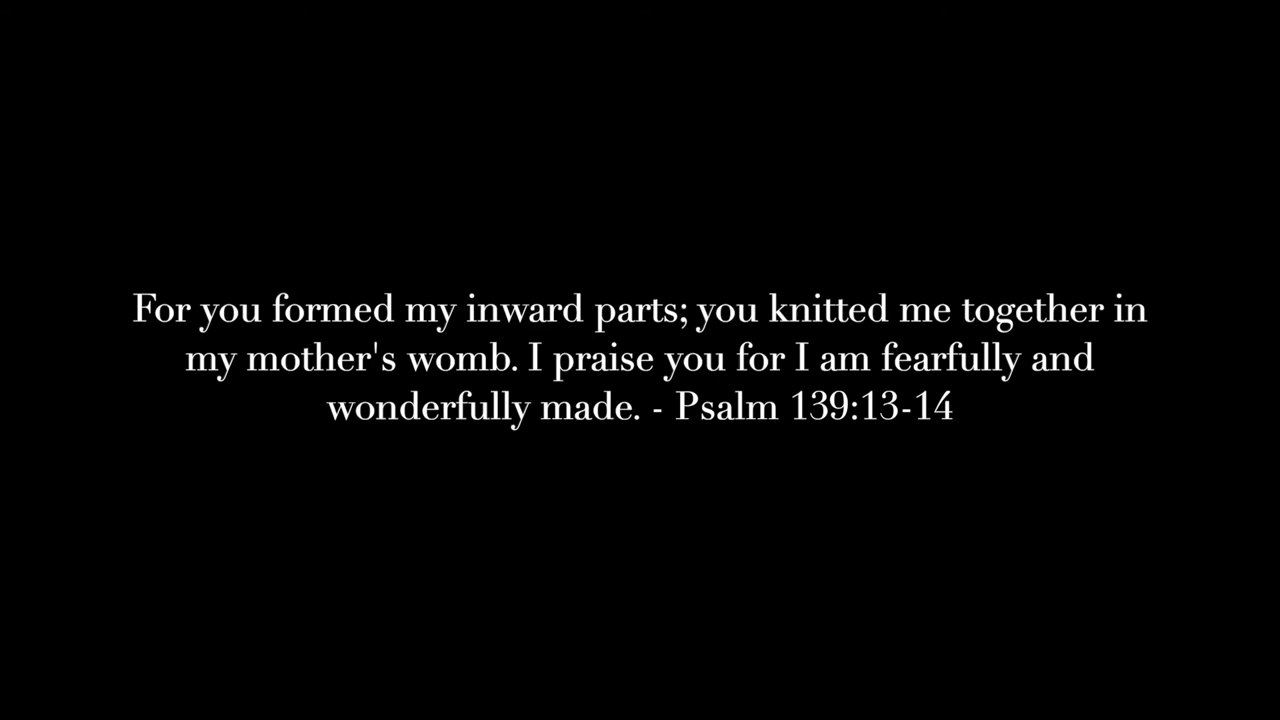 For you formed my inward parts; you knitted me together in
my mother's womb. I praise you for I am fearfully and
wonderfully made. - Psalm 139:13-14